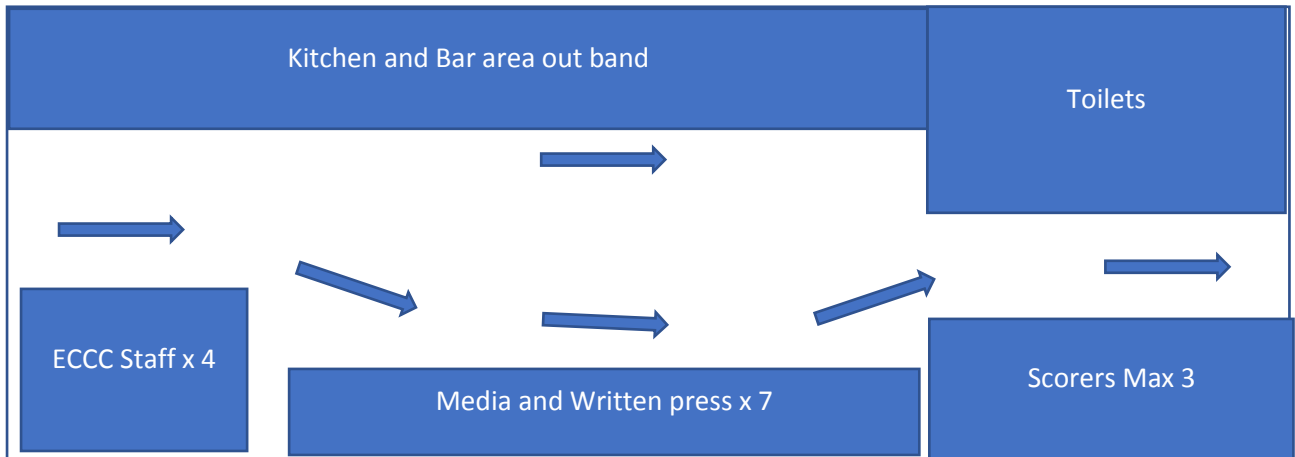 Kitchen and Bar area out band
Toilets
ECCC Staff x 4
Media and Written press x 7
Scorers Max 3